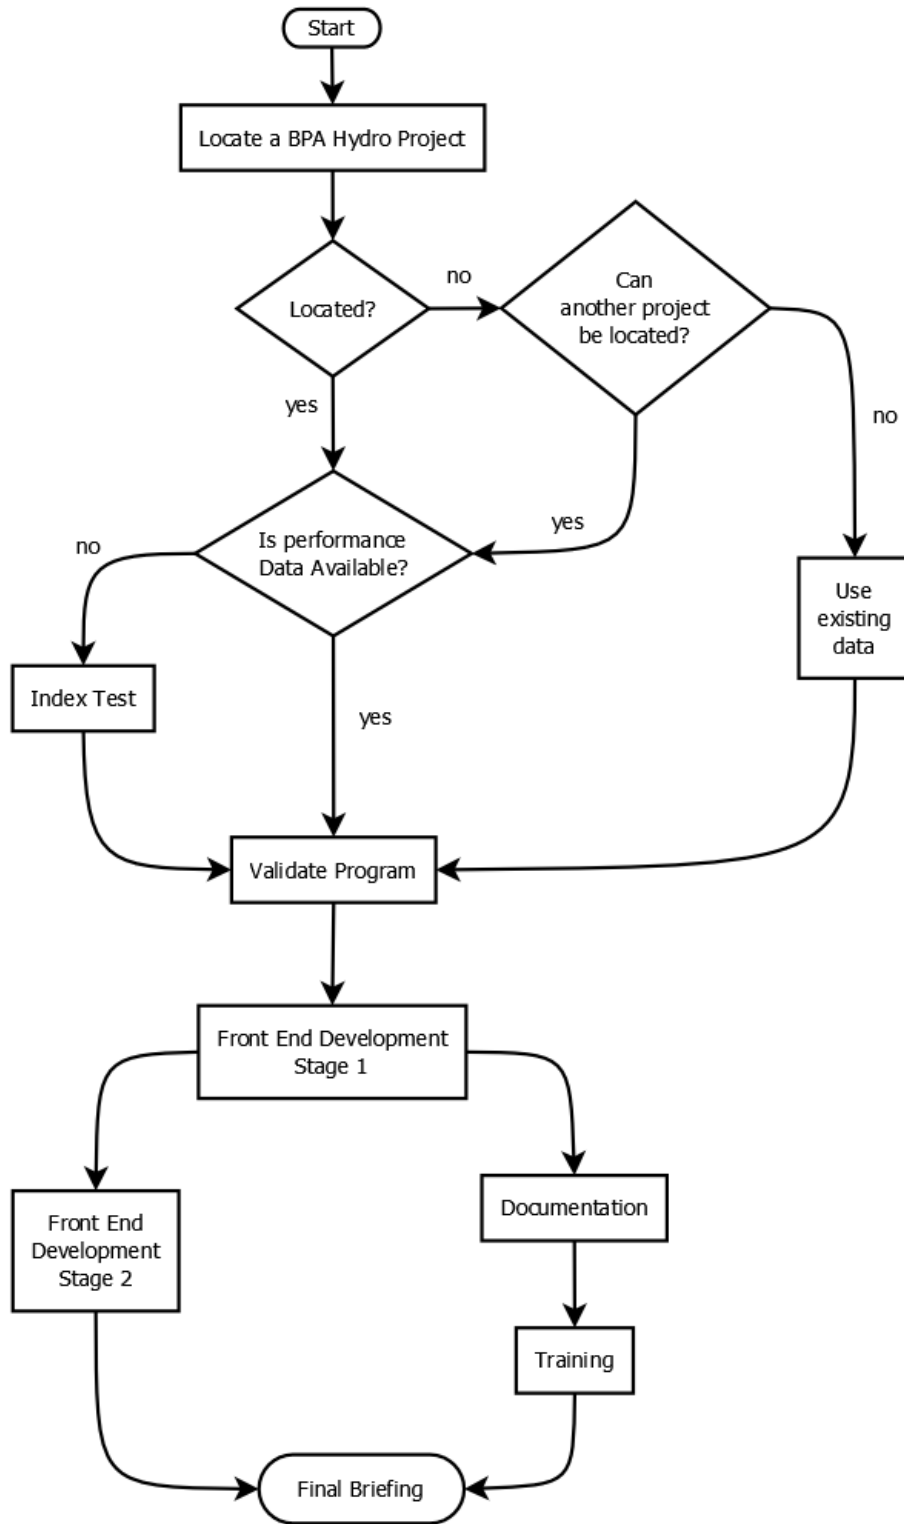 Start
Locate a BPA Hydro Project
Located?
no
Can
another project
be located?
yes
no
Is performance
Data Available?
yes
no
Use
existing
data
Index Test
yes
Validate Program
Front End Development
Stage 1
Front End
Development
Stage 2
Documentation
Training
Final Briefing